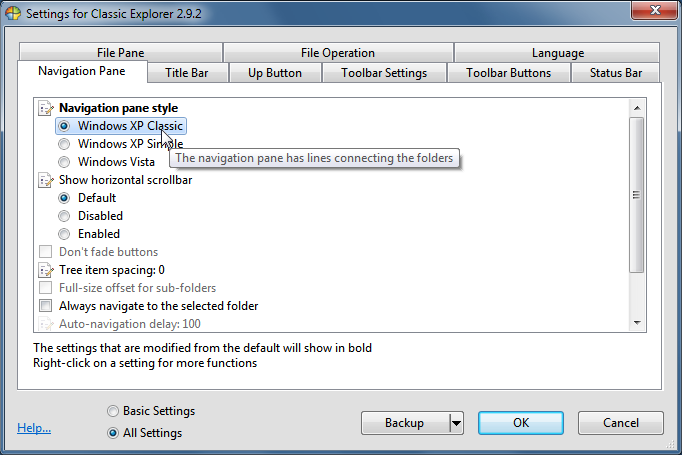 Settings for Classic Explorer 2.9.2
File Pane File Operation Language
Navigation Pane Title Bar Up Button Toolbar Settings Toolbar Buttons Status Bar
Navigation pane style
Windows XP Classic
Windows XP Simple
The navigation pane has lines connecting the folders
Windows Vista
Show horizontal scrollbar
Default
Disabled
Enabled
Don't fade buttons
Tree item spacing: 0
Full-size offset for sub-folders
Always navigate to the selected folder
Auto-navigation delay: 100
The settings that are modified from the default will show in bold
Right-click on a setting for more functions
Help...
Basic Settings
All Settings
Backup OK Cancel